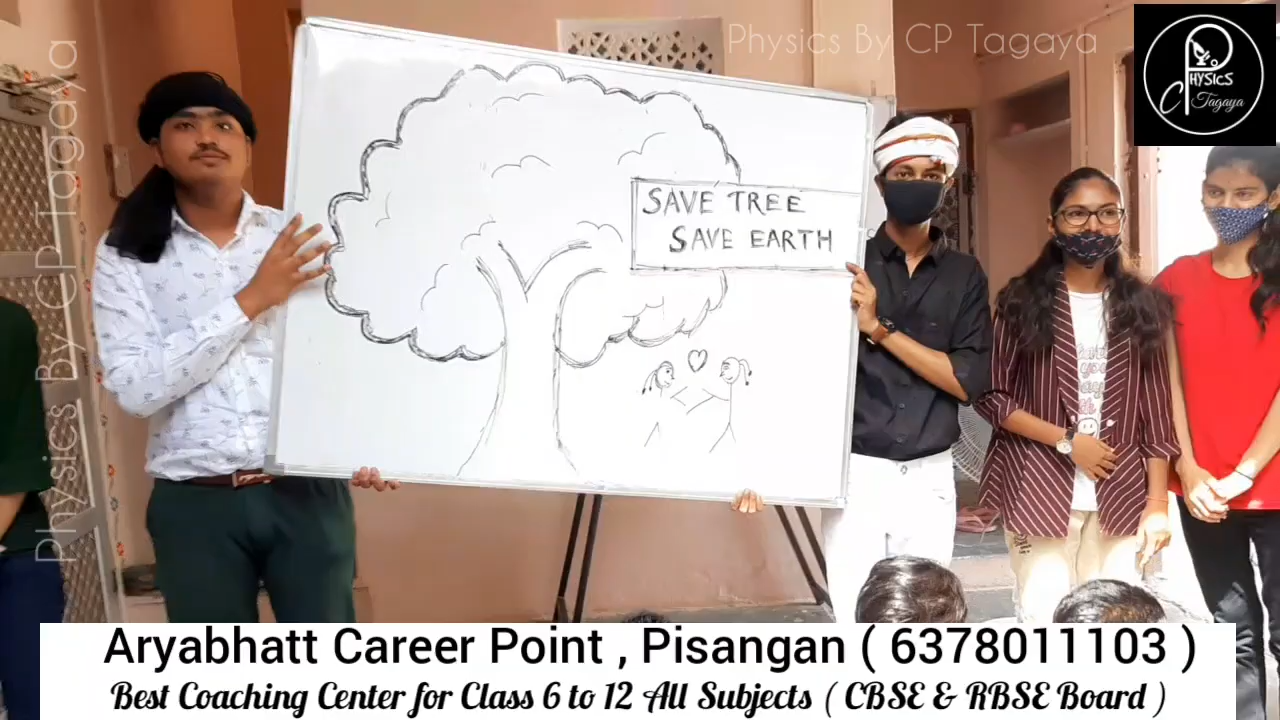 Physics By CP Tagaya
PHYSICS
C Tagaya
Physics By CP Tagaya
SAVE TREE
SAVE EARTH
Aryabhatt Career Point , Pisangan ( 6378011103 )
Best Coaching Center for Class 6 to 12 All Subjects ( CBSE & RBSE Board )